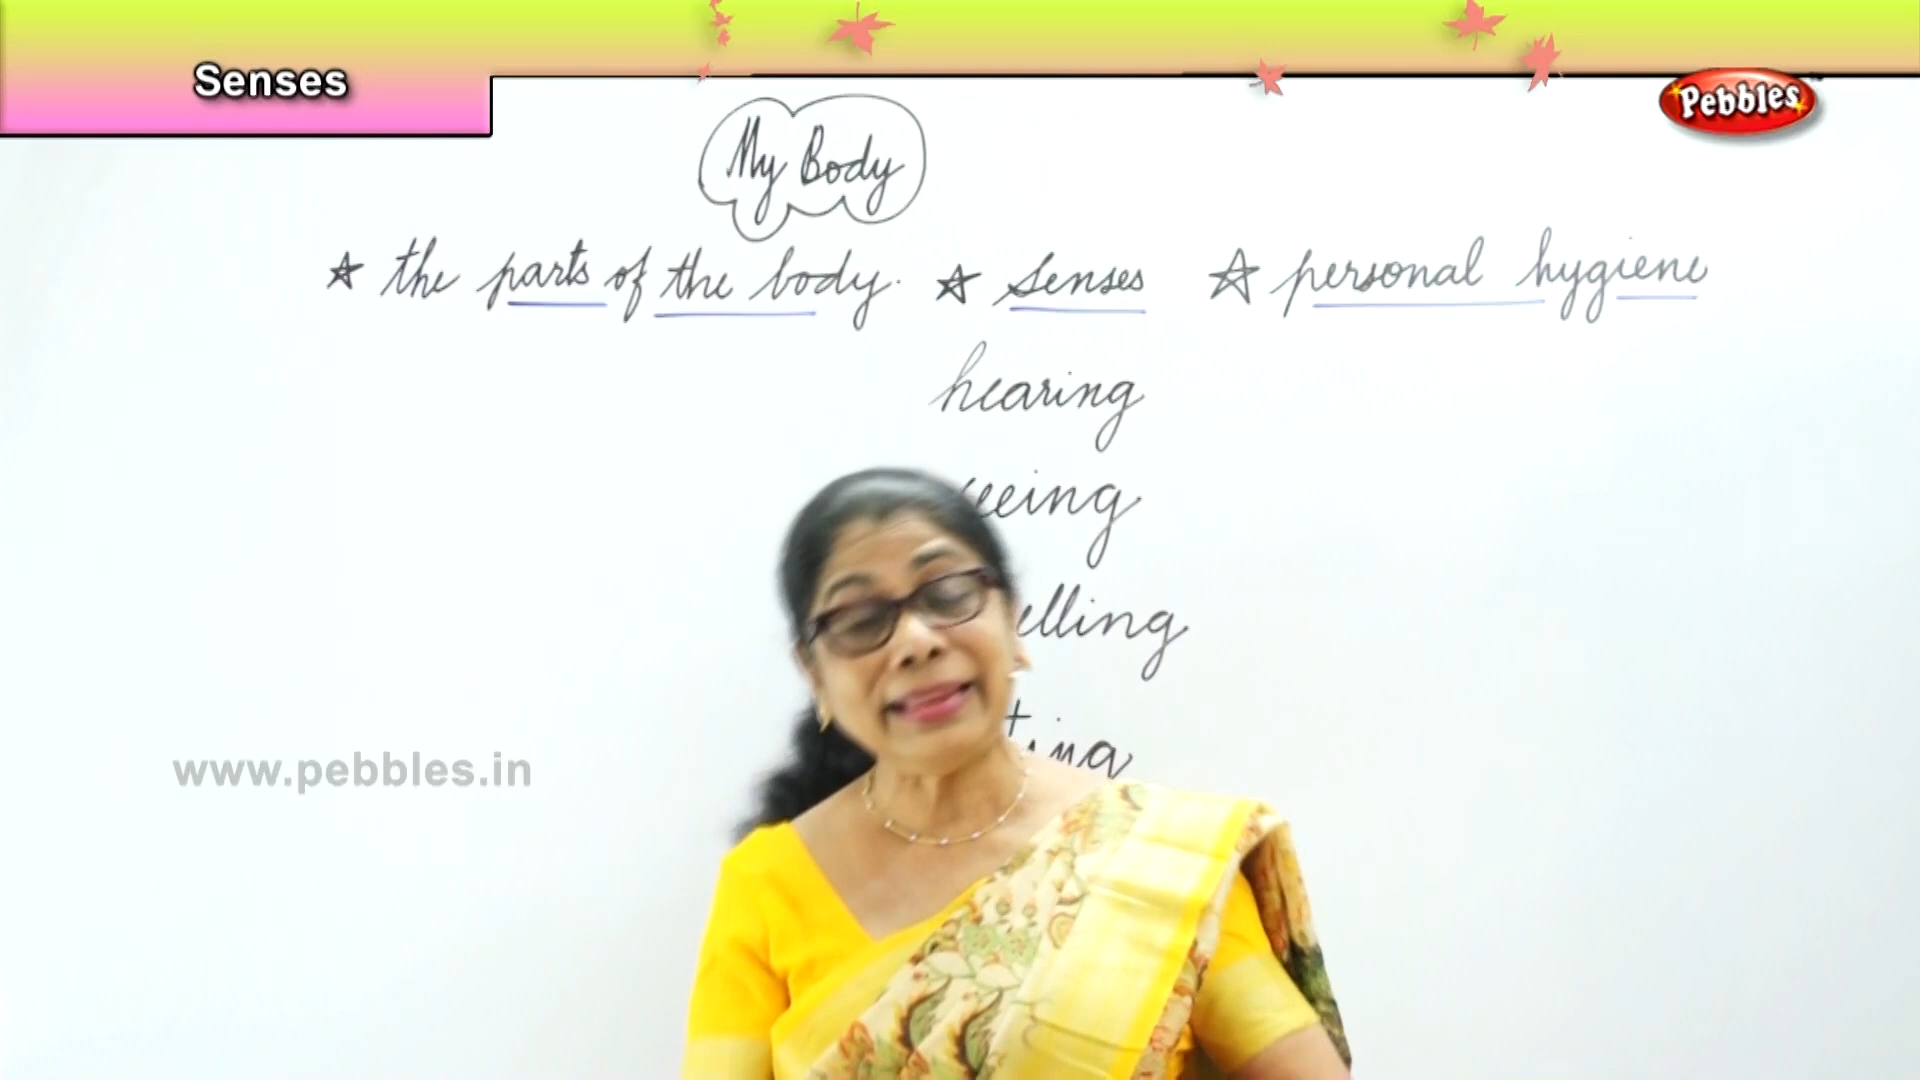 Senses
Pebbles
My Body
☆ the parts of the body. ☆ Senses ☆ personal hygiene
hearing
www.pebbles.in